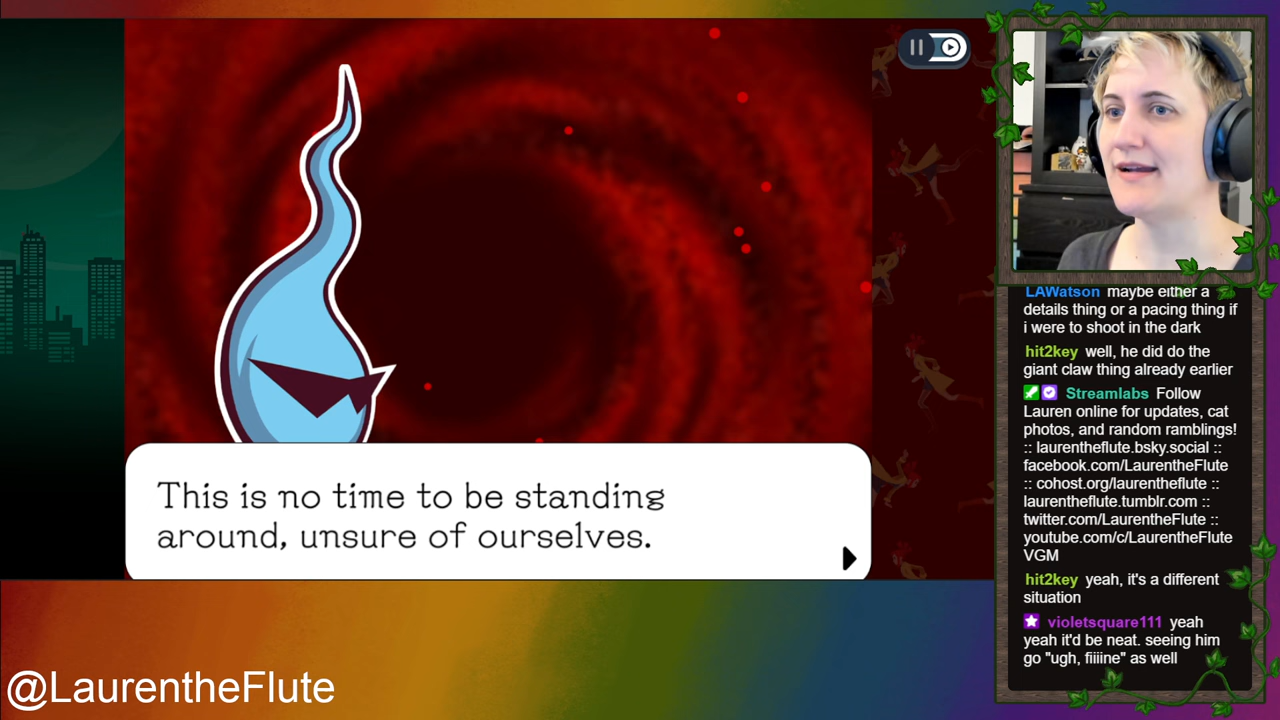 This is no time to be standing
around, unsure of ourselves.
@LaurentheFlute
LAWatson maybe either a
details thing or a pacing thing if
i were to shoot in the dark
hit2key well, he did do the
giant claw thing already earlier
Streamlabs Follow
Lauren online for updates, cat
photos, and random ramblings!
:: laurentheflute.bsky.social ::
facebook.com/LaurentheFlute
:: cohost.org/laurentheflute ::
laurentheflute.tumblr.com ::
twitter.com/LaurentheFlute ::
youtube.com/c/LaurentheFlute
VGM
hit2key yeah, it's a different
situation
violetsquare111 yeah
yeah it'd be neat. seeing him
go "ugh, fiiiine" as well